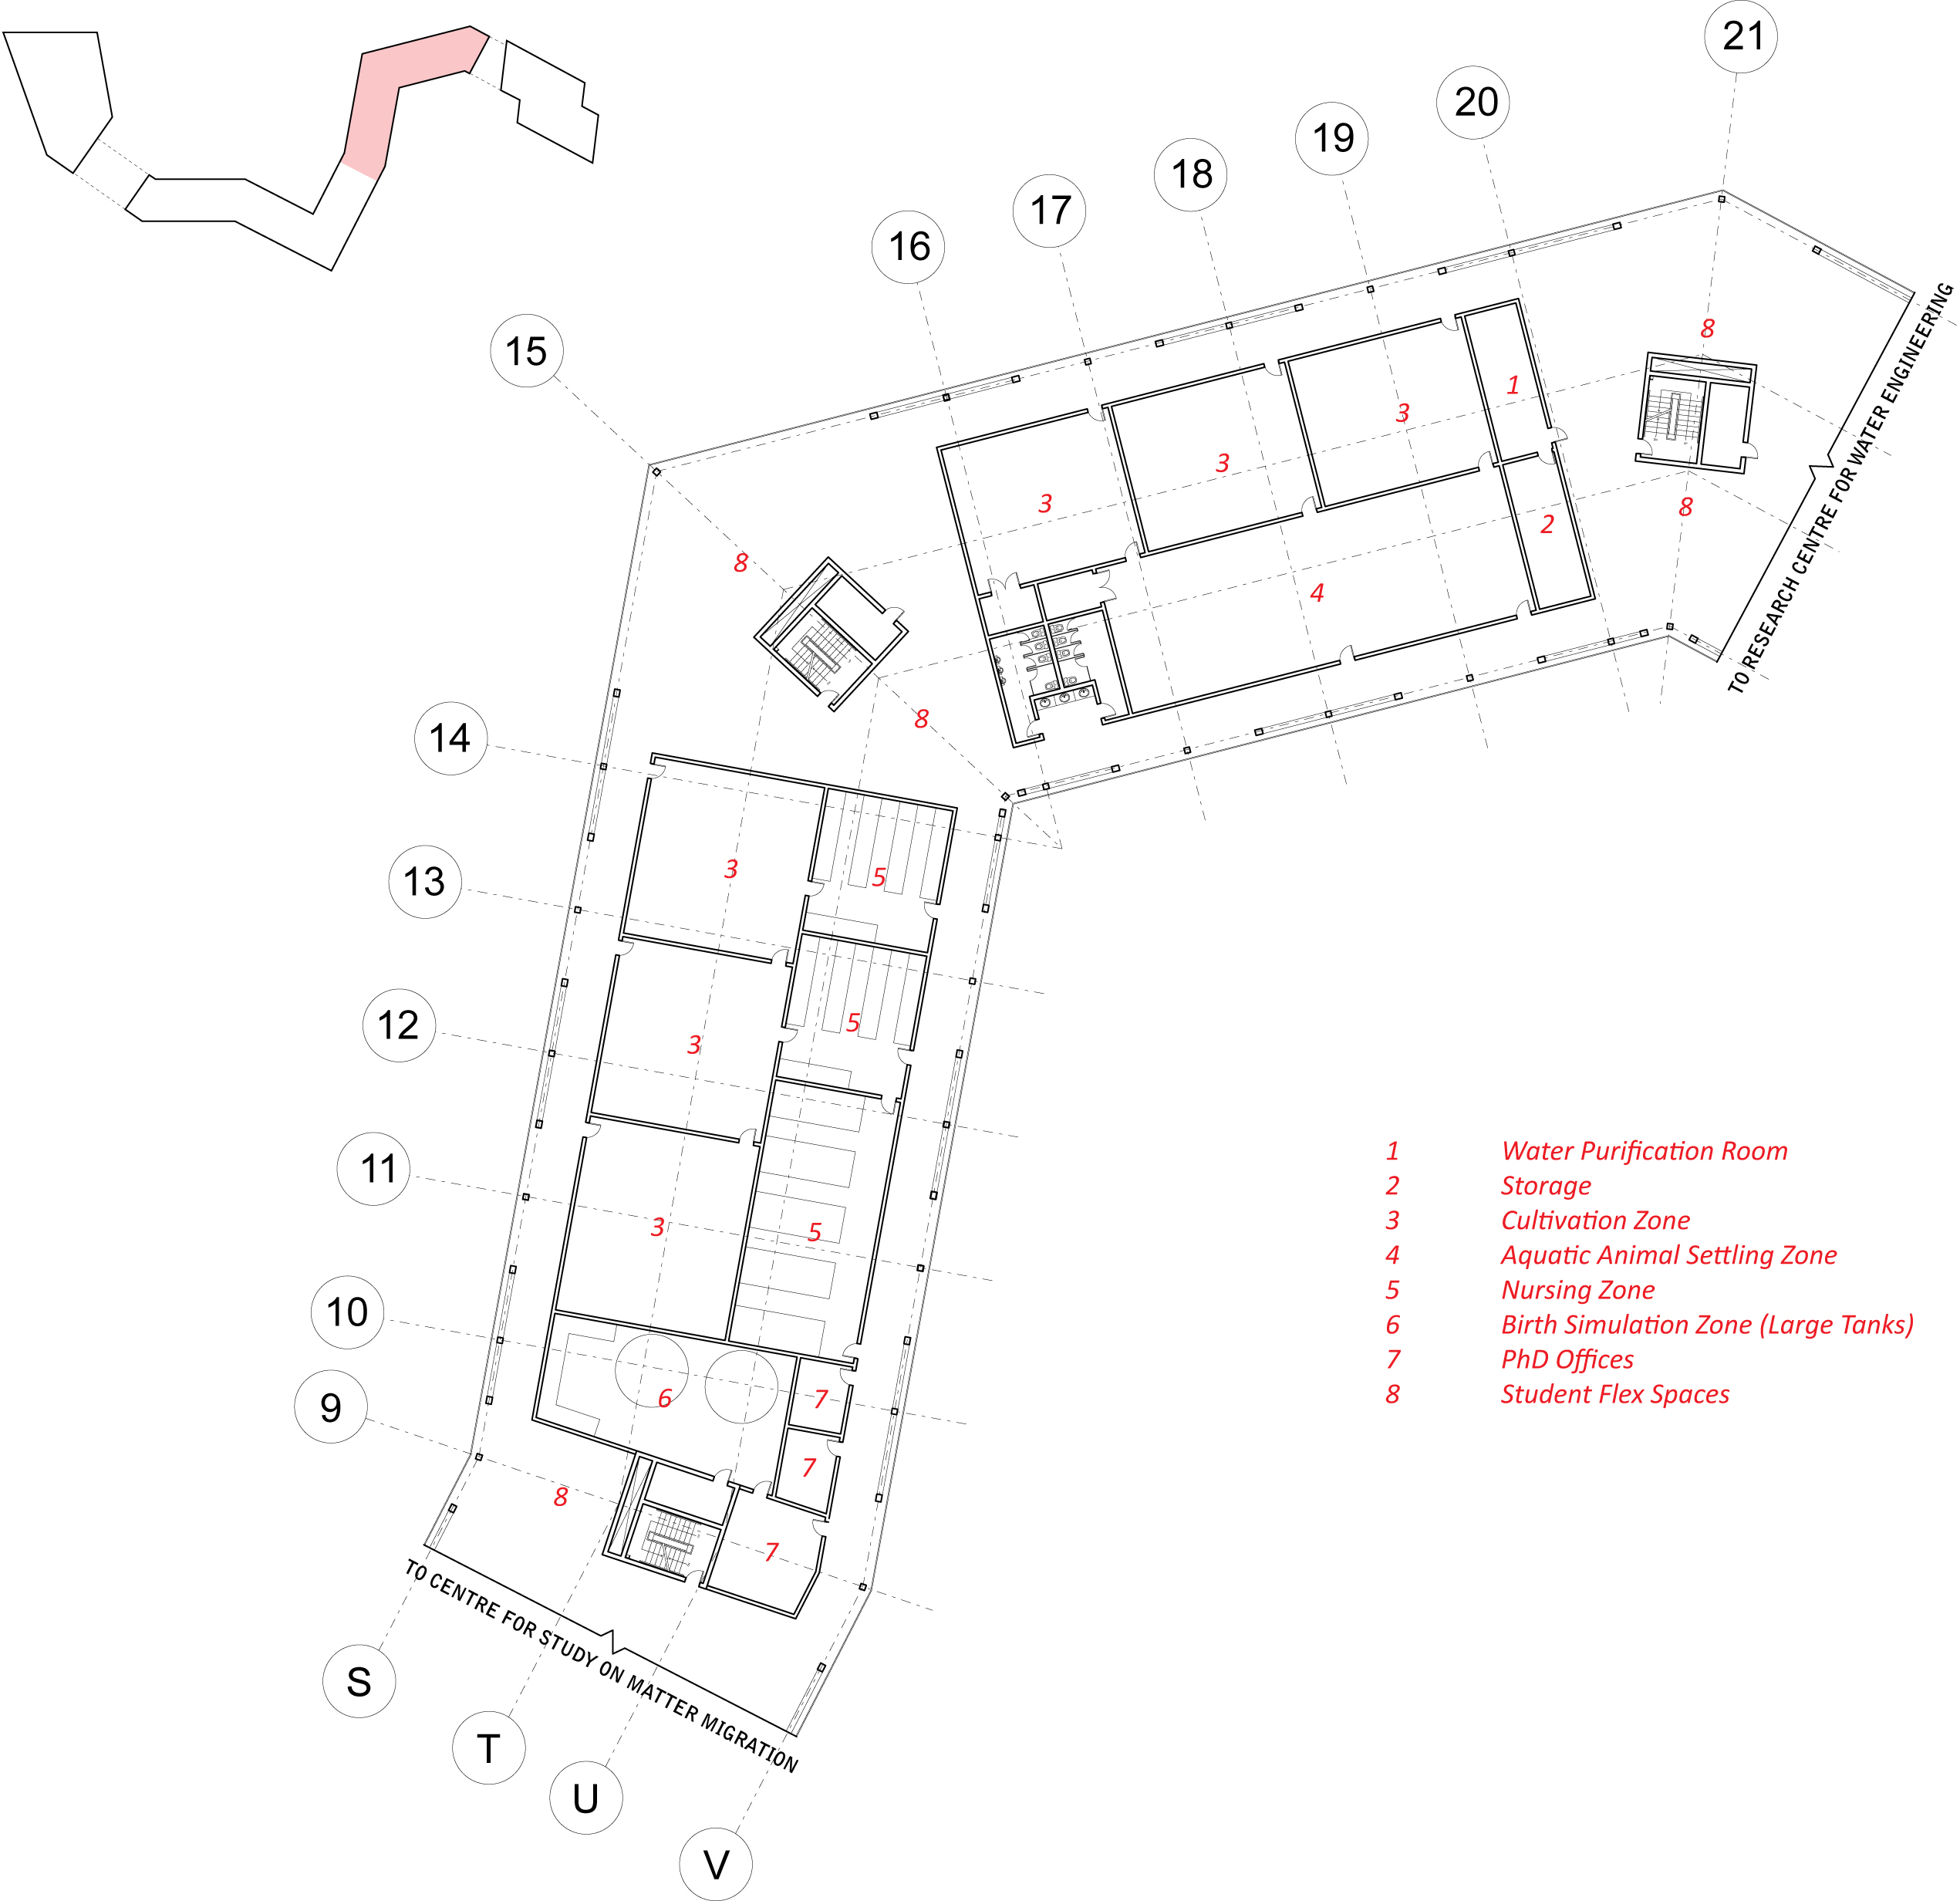 21
20
19
18
17
16
15
14
13
12
11
10
9
S
T
U
V
8
1
3
3
3
2
8
4
8
8
3
5
3
5
3
5
6
7
7
8
7
TO RESEARCH CENTRE FOR WATER ENGINEERING
TO CENTRE FOR STUDY ON MATTER MIGRATION
1 Water Purification Room
2 Storage
3 Cultivation Zone
4 Aquatic Animal Settling Zone
5 Nursing Zone
6 Birth Simulation Zone (Large Tanks)
7 PhD Offices
8 Student Flex Spaces